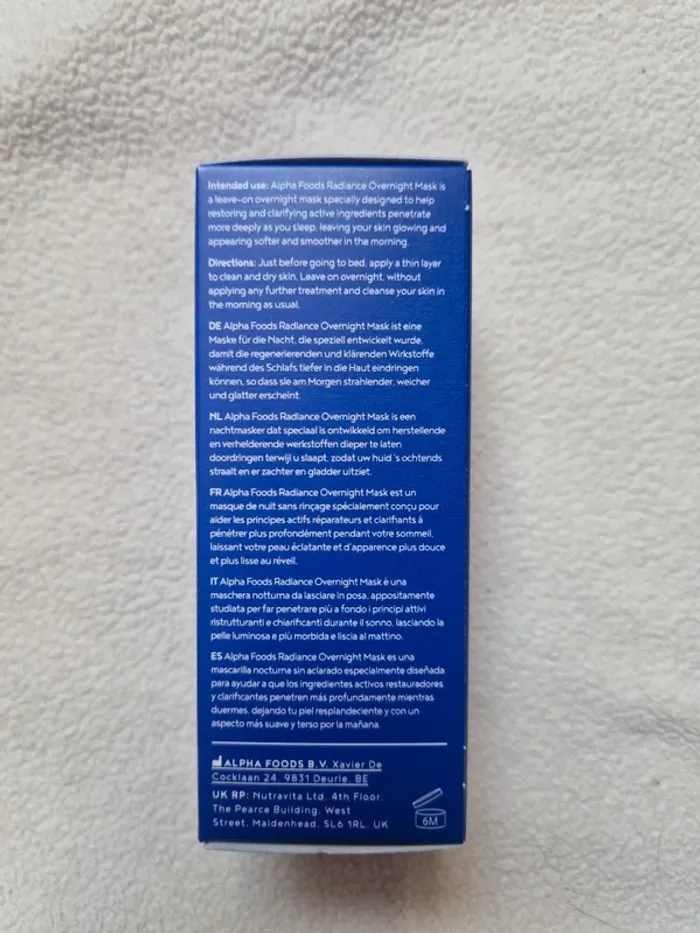 Intended use: Alpha Foods Radiance Overnight Mask is
a leave-on overnight mask specially designed to help
restoring and clarifying active ingredients penetrate
more deeply as you sleep, leaving your skin glowing and
appearing softer and smoother in the morning.
Directions: Just before going to bed, apply a thin layer
to clean and dry skin. Leave on overnight, without
applying any further treatment and cleanse your skin in
the morning as usual.
DE Alpha Foods Radiance Overnight Mask ist eine
Maske für die Nacht, die speziell entwickelt wurde,
damit die regenerierenden und klärenden Wirkstoffe
während des Schlafs tiefer in die Haut eindringen
können, so dass sie am Morgen strahlender, weicher
und glatter erscheint.
NL Alpha Foods Radiance Overnight Mask is een
nachtmasker dat speciaal is ontwikkeld om herstellende
en verhelderende werkstoffen dieper te laten
doordringen terwijl u slaapt, zodat uw huid 's ochtends
straalt en er zachter en gladder uitziet.
FR Alpha Foods Radiance Overnight Mask est un
masque de nuit sans rinçage spécialement conçu pour
aider les principes actifs réparateurs et clarifiants à
pénétrer plus profondément pendant votre sommeil,
laissant votre peau éclatante et d'apparence plus douce
et plus lisse au réveil.
IT Alpha Foods Radiance Overnight Mask è una
maschera notturna da lasciare in posa, appositamente
studiata per far penetrare più a fondo i principi attivi
ristrutturanti e chiarificanti durante il sonno, lasciando la
pelle luminosa e più morbida e liscia al mattino.
ES Alpha Foods Radiance Overnight Mask es una
mascarilla nocturna sin aclarado especialmente diseñada
para ayudar a que los ingredientes activos restauradores
y clarificantes penetren más profundamente mientras
duermes, dejando tu piel resplandeciente y con un
aspecto más suave y terso por la mañana.
ALPHA FOODS B.V. Xavier De
Cocklaan 24, 9831 Deurle, BE
UK RP: Nutravita Ltd, 4th Floor,
The Pearce Building, West
Street, Maidenhead, SL6 1RL, UK
6M